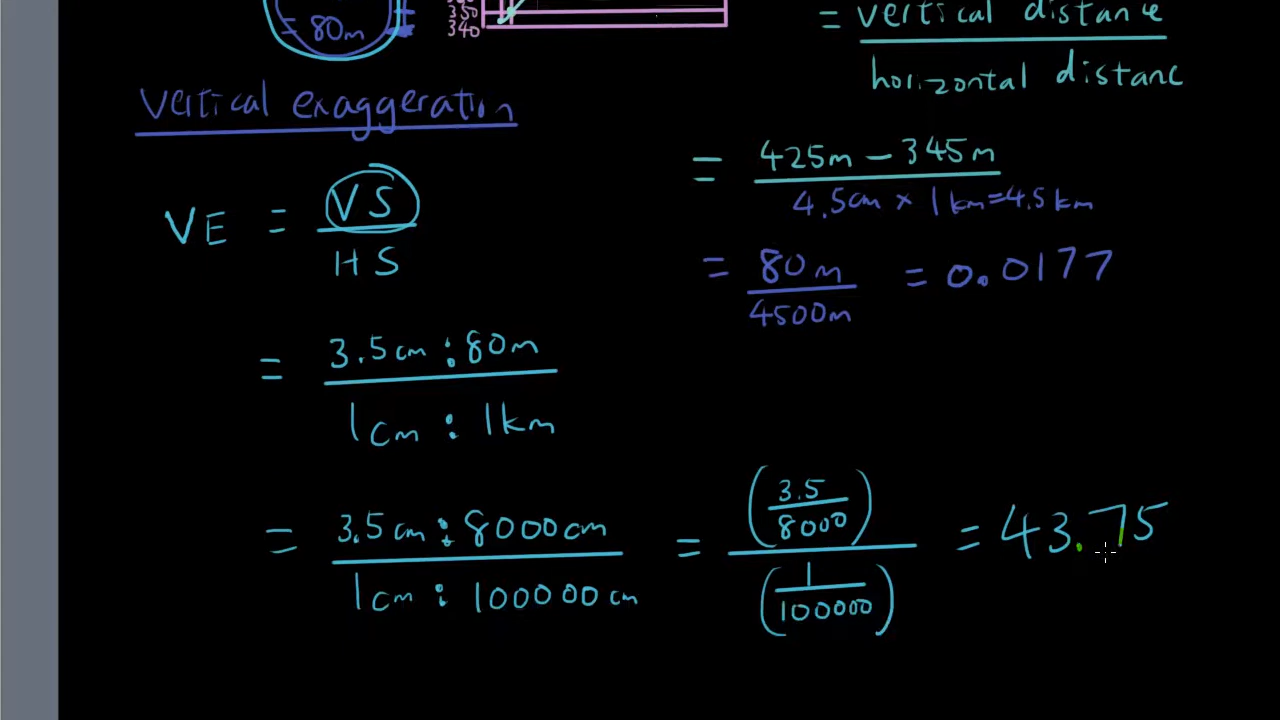 350
340
= 80m
= vertical distance
horizontal distanc
vertical exaggeration
VE = VS
HS
= 3.5cm : 80m
1cm : 1km
= 3.5cm : 8000cm
1cm : 100000cm
= (3.5/8000)
(1/100000)
= 43.75
= 425m − 345m
4.5cm × 1km=4.5km
= 80m
4500m
= 0.0177